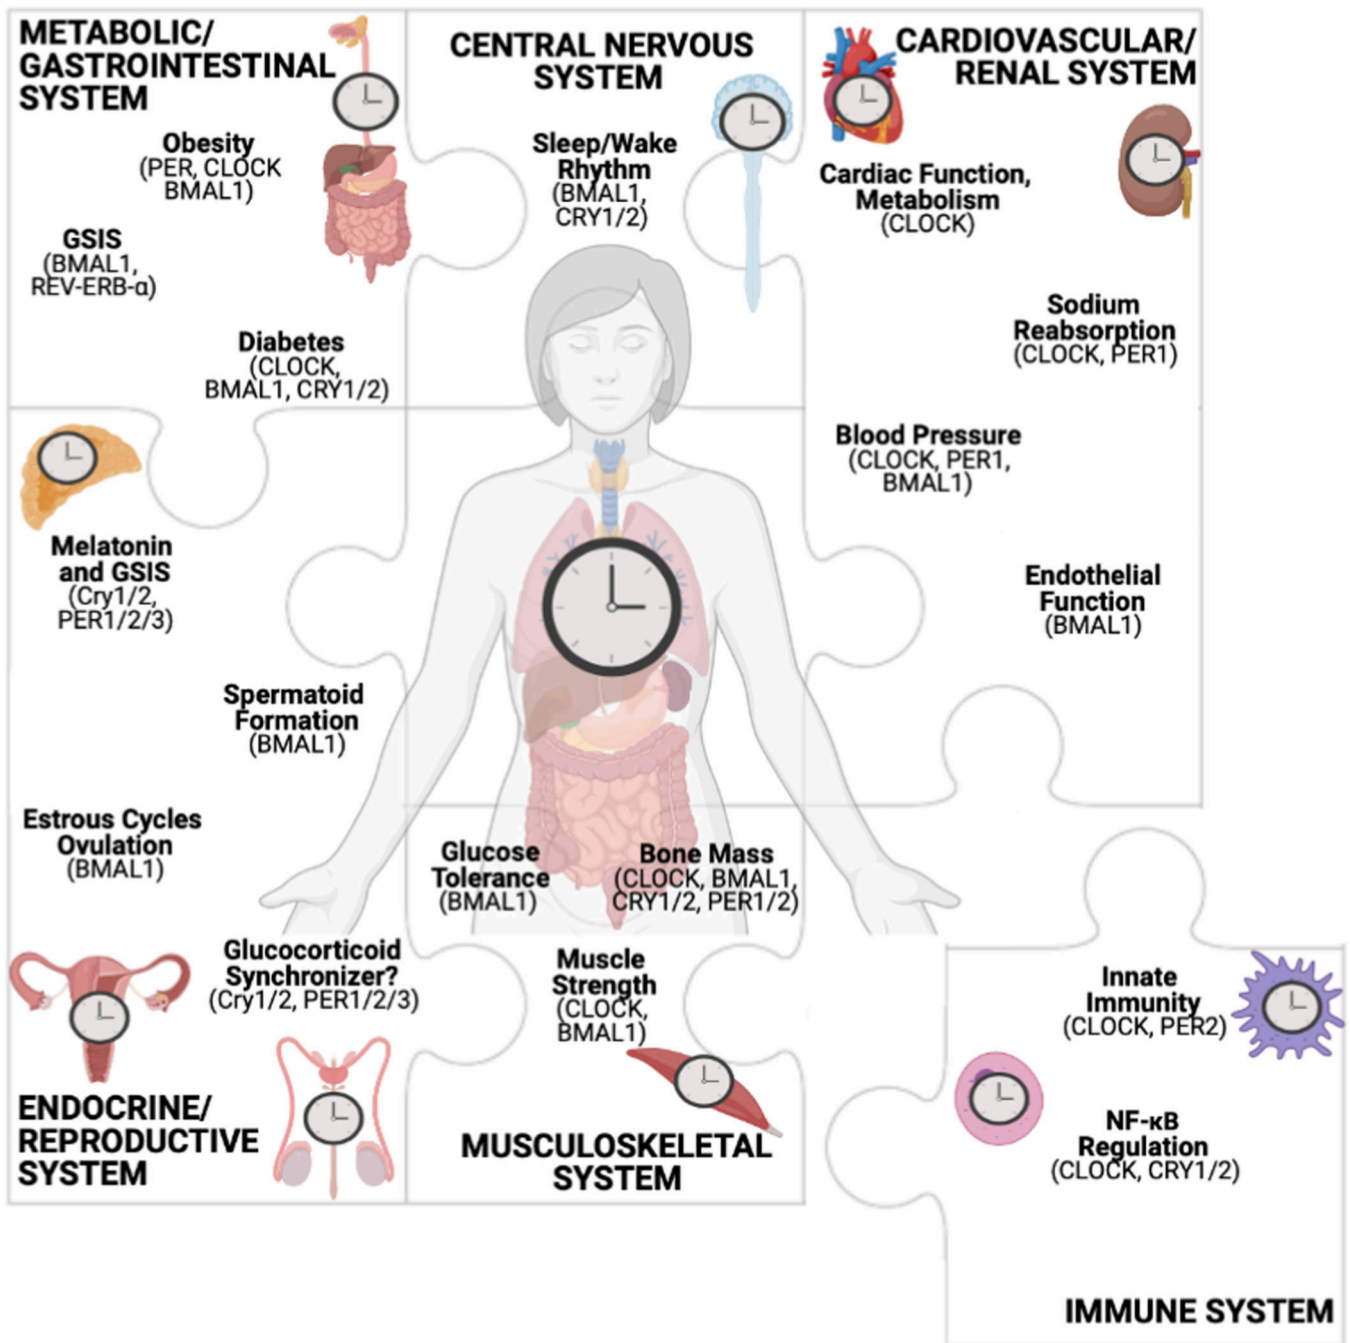 METABOLIC/
GASTROINTESTINAL
SYSTEM
Obesity
(PER, CLOCK
BMAL1)
GSIS
(BMAL1,
REV-ERB-α)
Diabetes
(CLOCK,
BMAL1, CRY1/2)
CENTRAL NERVOUS
SYSTEM
Sleep/Wake
Rhythm
(BMAL1,
CRY1/2)
CARDIOVASCULAR/
RENAL SYSTEM
Cardiac Function,
Metabolism
(CLOCK)
Sodium
Reabsorption
(CLOCK, PER1)
Blood Pressure
(CLOCK, PER1,
BMAL1)
Endothelial
Function
(BMAL1)
Melatonin
and GSIS
(Cry1/2,
PER1/2/3)
Spermatoid
Formation
(BMAL1)
Estrous Cycles
Ovulation
(BMAL1)
Glucocorticoid
Synchronizer?
(Cry1/2, PER1/2/3)
ENDOCRINE/
REPRODUCTIVE
SYSTEM
Glucose
Tolerance
(BMAL1)
Bone Mass
(CLOCK, BMAL1,
CRY1/2, PER1/2)
Muscle
Strength
(CLOCK,
BMAL1)
MUSCULOSKELETAL
SYSTEM
Innate
Immunity
(CLOCK, PER2)
NF-κB
Regulation
(CLOCK, CRY1/2)
IMMUNE SYSTEM